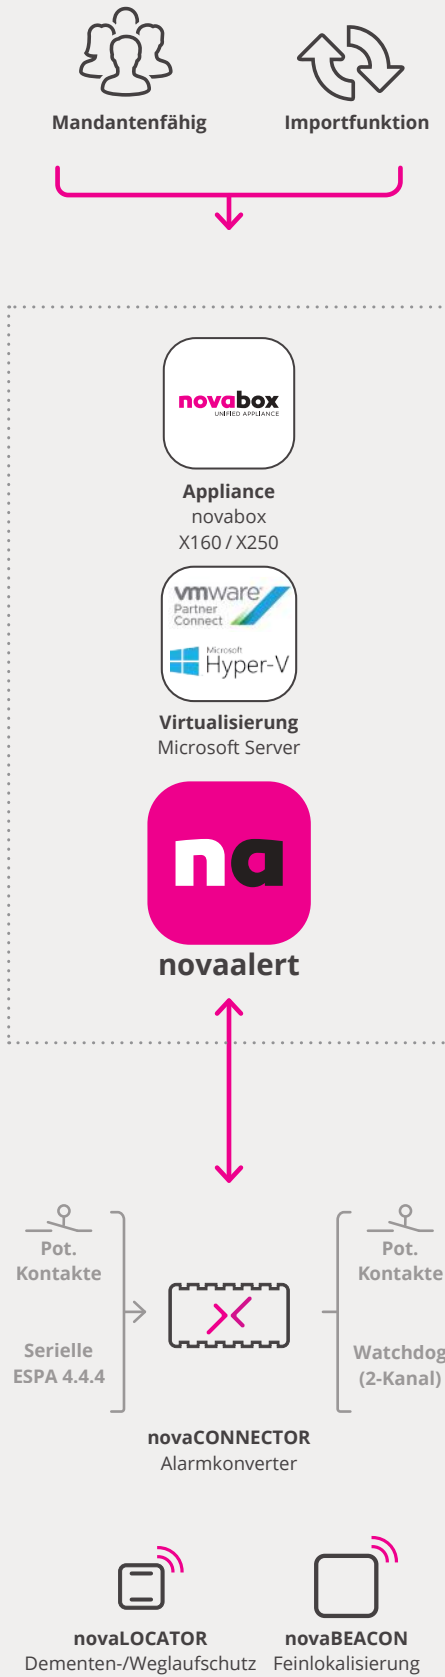 Mandantenfähig
Importfunktion
novabox
UNIFIED APPLIANCE
Appliance
novabox
X160 / X250
vmware
Partner
Connect
Microsoft
Hyper-V
Virtualisierung
Microsoft Server
na
novaalert
Pot.
Kontakte
Serielle
ESPA 4.4.4
Pot.
Kontakte
Watchdog
(2-Kanal)
novaCONNECTOR
Alarmkonverter
novaLOCATOR
Dementen-/Weglaufschutz
novaBEACON
Feinlokalisierung